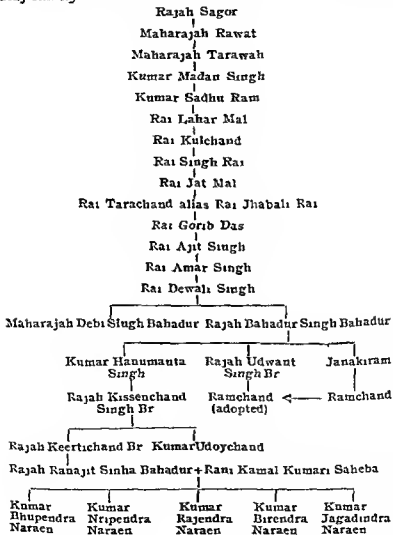 Rajah Sagor
Maharajah Rawat
Maharajah Tarawah
Kumar Madan Singh
Kumar Sadhu Ram
Rai Lahar Mal
Rai Kulchand
Rai Singh Rai
Rai Jat Mal
Rai Tarachand alias Rai Jhabali Rai
Rai Gorib Das
Rai Ajit Singh
Rai Amar Singh
Rai Dewali Singh
Maharajah Debi Singh Bahadur Rajah Bahadur Singh Bahadur
Kumar Hanumanta Rajah Udwant Janakiram
Singh Singh Br
Rajah Kissenchand Ramchand Ramchand
Singh Br (adopted)
Rajah Keertichand Br Kumar Udoychand
Rajah Ranajit Sinha Bahadur+Rani Kamal Kumari Saheba
Kumar Kumar Kumar Kumar Kumar
Bhupendra Nripendra Rajendra Birendra Jagadindra
Naraen Naraen Naraen Naraen Naraen